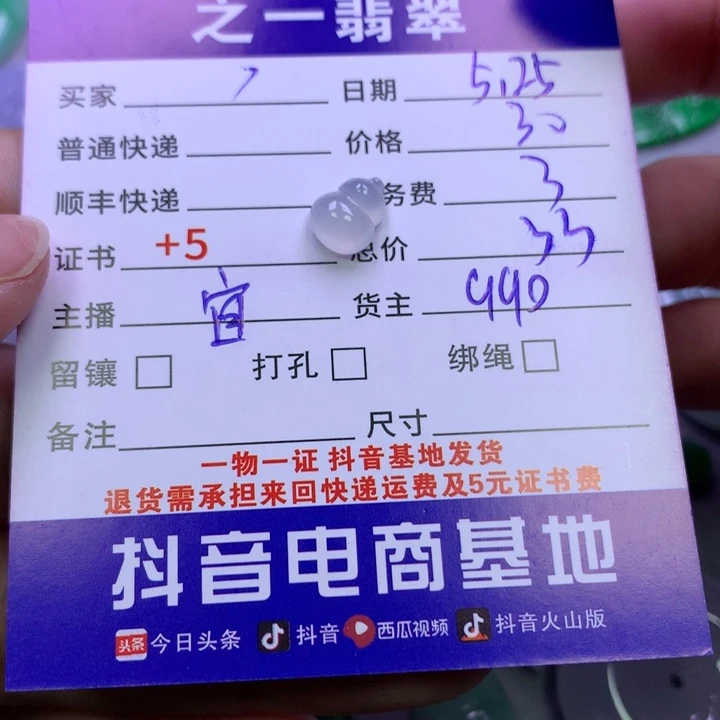 之一翡翠
买家 7 日期 5.25
普通快递 价格 30
顺丰快递 务费 3
证书 +5 总价 33
主播 宜 货主 990
留镶 打孔 绑绳
备注 尺寸
一物一证 抖音基地发货
退货需承担来回快递运费及5元证书费
抖音电商基地
头条 今日头条 抖音 西瓜视频 抖音火山版